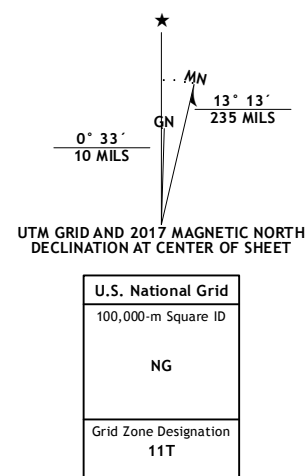 ★
MN
GN
13° 13´
235 MILS
0° 33´
10 MILS
UTM GRID AND 2017 MAGNETIC NORTH
DECLINATION AT CENTER OF SHEET
U.S. National Grid
100,000-m Square ID
NG
Grid Zone Designation
11T